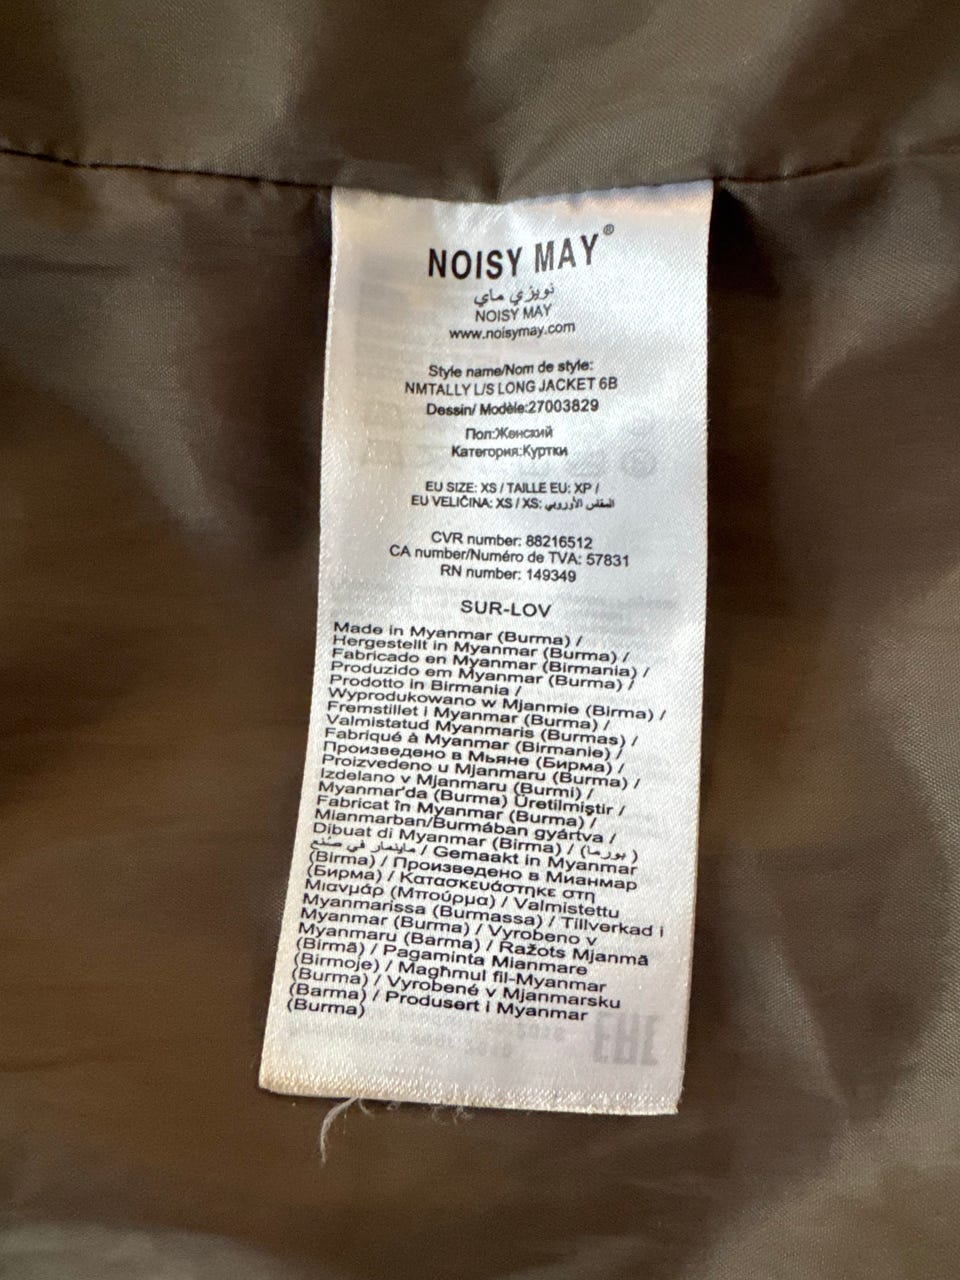 NOISY MAY®
نويزي ماي
NOISY MAY
www.noisymay.com
Style name/Nom de style:
NMTALLY L/S LONG JACKET 6B
Dessin/ Modèle:27003829
Пол:Женский
Категория:Куртки
EU SIZE: XS / TAILLE EU: XP /
EU VELIČINA: XS / XS: المقاس الأوروبي
CVR number: 88216512
CA number/Numéro de TVA: 57831
RN number: 149349
SUR-LOV
Made in Myanmar (Burma) /
Hergestellt in Myanmar (Burma) /
Fabricado en Myanmar (Birmania) /
Produzido em Myanmar (Burma) /
Prodotto in Birmania /
Wyprodukowano w Mjanmie (Birma) /
Fremstillet i Myanmar (Burma) /
Valmistatud Myanmaris (Burmas) /
Fabriqué à Myanmar (Birmanie) /
Произведено в Мьяне (Бирма) /
Proizvedeno u Mjanmaru (Burma) /
Izdelano v Mjanmaru (Burmi) /
Myanmar'da (Burma) Üretilmiştir /
Fabricat în Myanmar (Burma) /
Mianmarban/Burmában gyártva /
Dibuat di Myanmar (Birma) / (بورما )
ماينمار في صنع / Gemaakt in Myanmar
(Birma) / Произведено в Мианмар
(Бирма) / Κατασκευάστηκε στη
Μιανμάρ (Μπούρμα) / Valmistettu
Myanmarissa (Burmassa) / Tillverkad i
Myanmar (Burma) / Vyrobeno v
Myanmaru (Barma) / Ražots Mjanmā
(Birmā) / Pagaminta Mianmare
(Birmoje) / Magħmul fil-Myanmar
(Burma) / Vyrobené v Mjanmarsku
(Barma) / Produsert i Myanmar
(Burma)